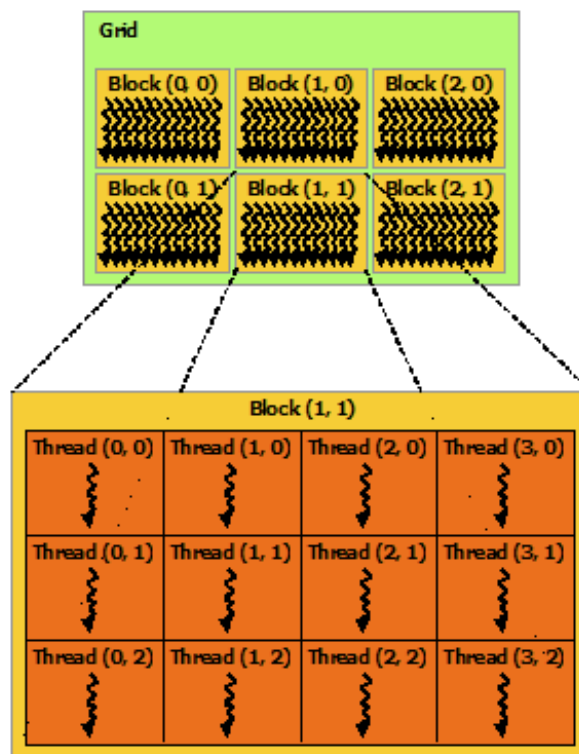 Grid
Block (0, 0) Block (1, 0) Block (2, 0)
Block (0, 1) Block (1, 1) Block (2, 1)
Block (1, 1)
Thread (0, 0) Thread (1, 0) Thread (2, 0) Thread (3, 0)
Thread (0, 1) Thread (1, 1) Thread (2, 1) Thread (3, 1)
Thread (0, 2) Thread (1, 2) Thread (2, 2) Thread (3, 2)